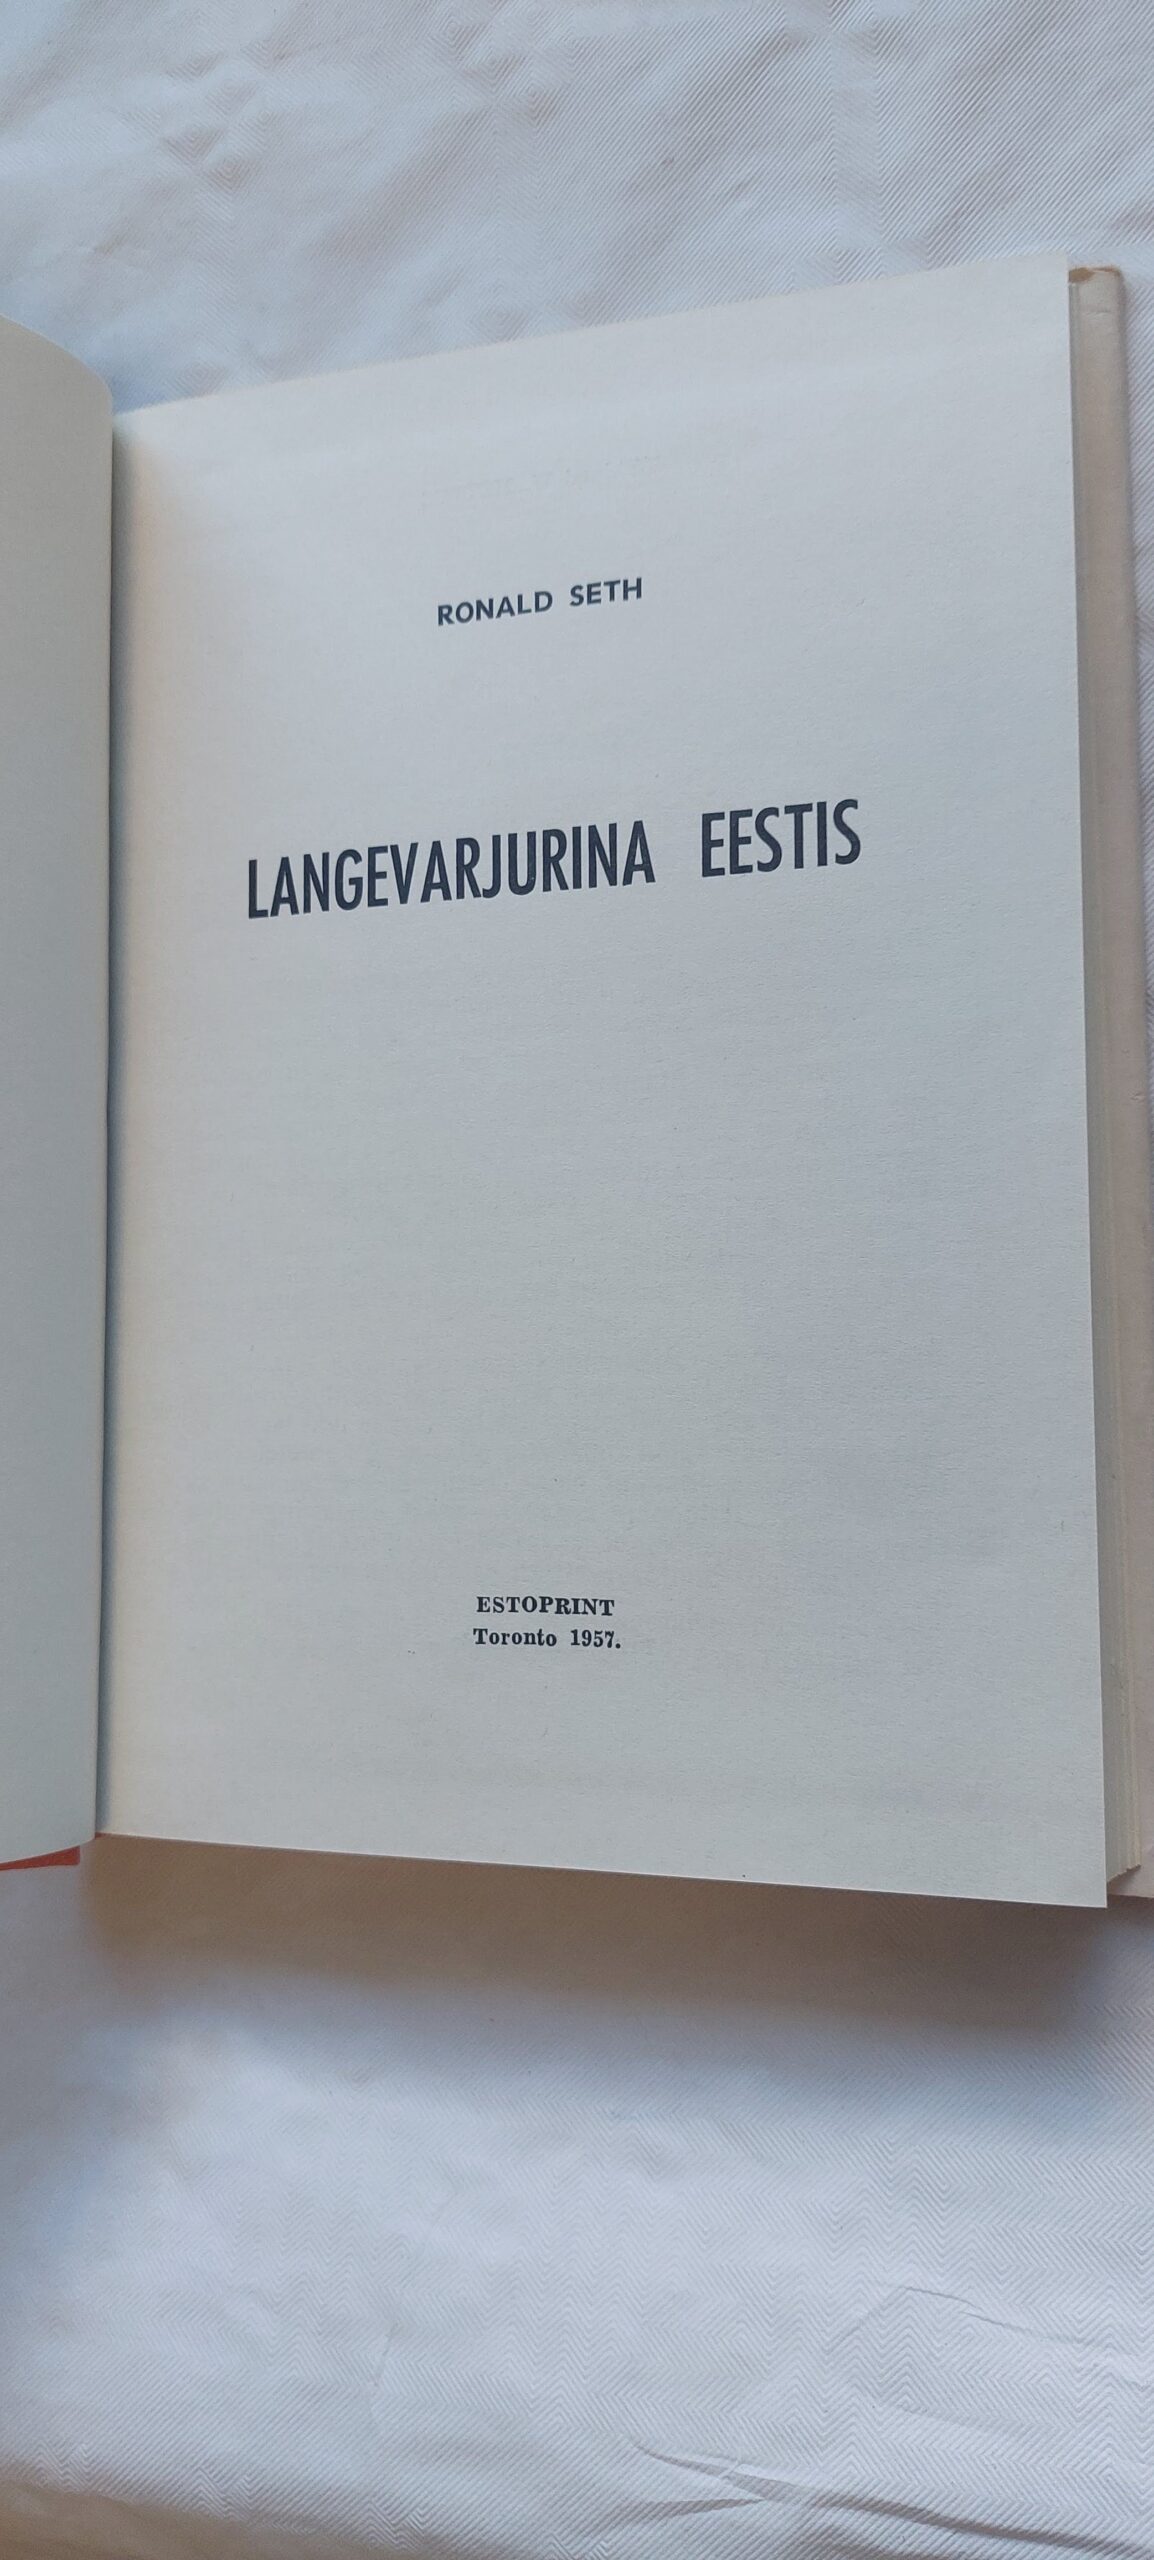 RONALD SETH
LANGEVARJURINA EESTIS
ESTOPRINT
Toronto 1957.